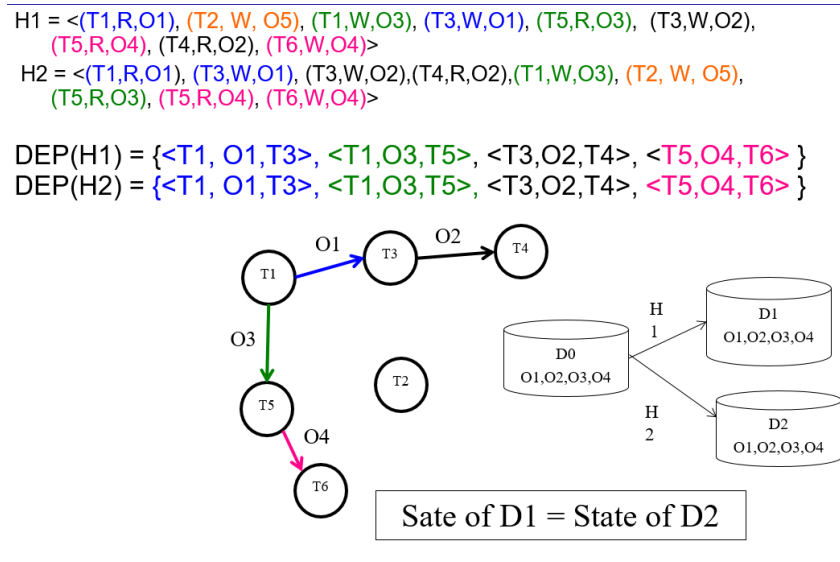 H1 = <(T1,R,O1), (T2, W, O5), (T1,W,O3), (T3,W,O1), (T5,R,O3), (T3,W,O2),
(T5,R,O4), (T4,R,O2), (T6,W,O4)>
H2 = <(T1,R,O1), (T3,W,O1), (T3,W,O2),(T4,R,O2),(T1,W,O3), (T2, W, O5),
(T5,R,O3), (T5,R,O4), (T6,W,O4)>
DEP(H1) = {<T1, O1,T3>, <T1,O3,T5>, <T3,O2,T4>, <T5,O4,T6> }
DEP(H2) = {<T1, O1,T3>, <T1,O3,T5>, <T3,O2,T4>, <T5,O4,T6> }
O1
O2
T1
T3
T4
O3
T2
T5
O4
T6
D0
O1,O2,O3,O4
H
1
D1
O1,O2,O3,O4
H
2
D2
O1,O2,O3,O4
Sate of D1 = State of D2